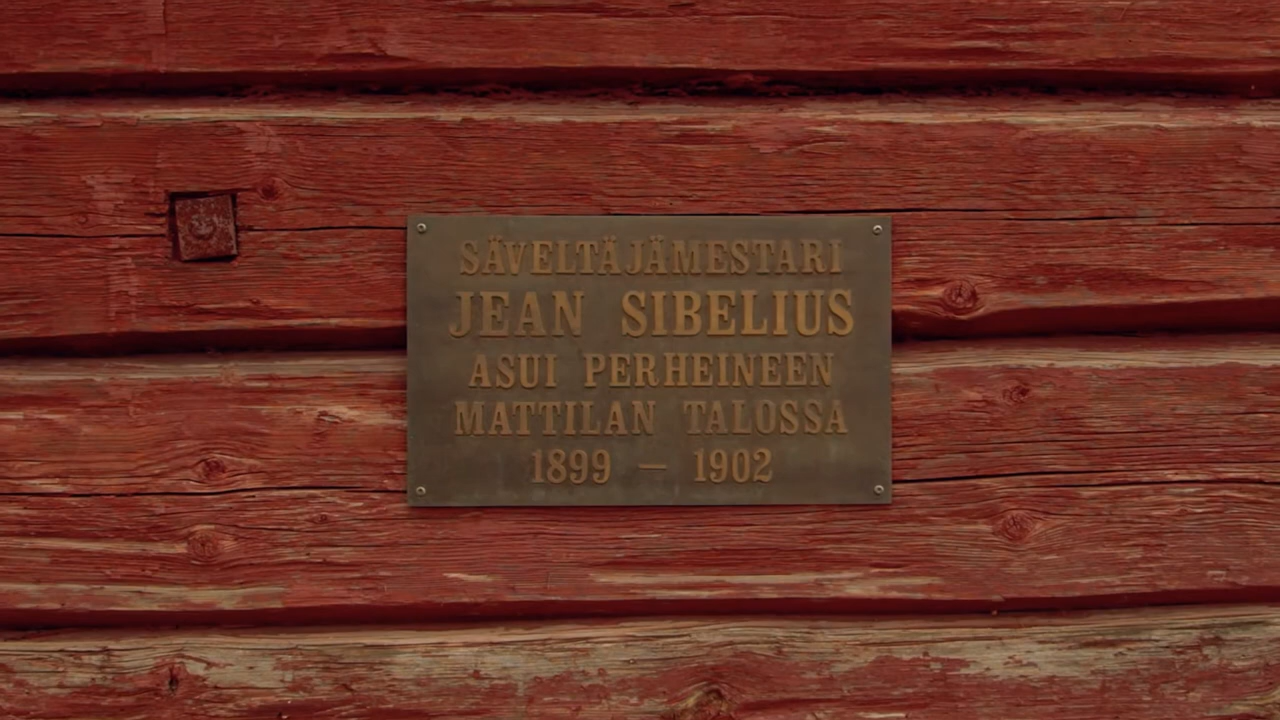 SÄVELTÄJÄMESTARI
JEAN SIBELIUS
ASUI PERHEINEEN
MATTILAN TALOSSA
1899 — 1902